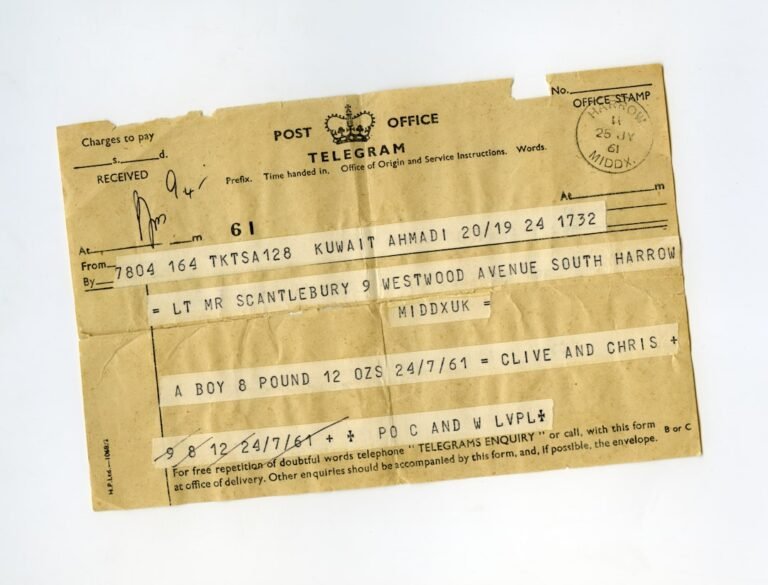 No.
OFFICE STAMP
HARROW
11
25 JY
61
MIDDX.
Charges to pay
s. d.
POST OFFICE
TELEGRAM
RECEIVED
Prefix. Time handed in. Office of Origin and Service Instructions. Words.
61
At m
At m
From
By
7804 164 TKTSA128 KUWAIT AHMADI 20/19 24 1732
= LT MR SCANTLEBURY 9 WESTWOOD AVENUE SOUTH HARROW
MIDDXUK =
A BOY 8 POUND 12 OZS 24/7/61 = CLIVE AND CHRIS +
9 8 12 24/7/61 + + PO C AND W LVPL+
For free repetition of doubtful words telephone "TELEGRAMS ENQUIRY" or call, with this form
at office of delivery. Other enquiries should be accompanied by this form, and, if possible, the envelope.
B or C